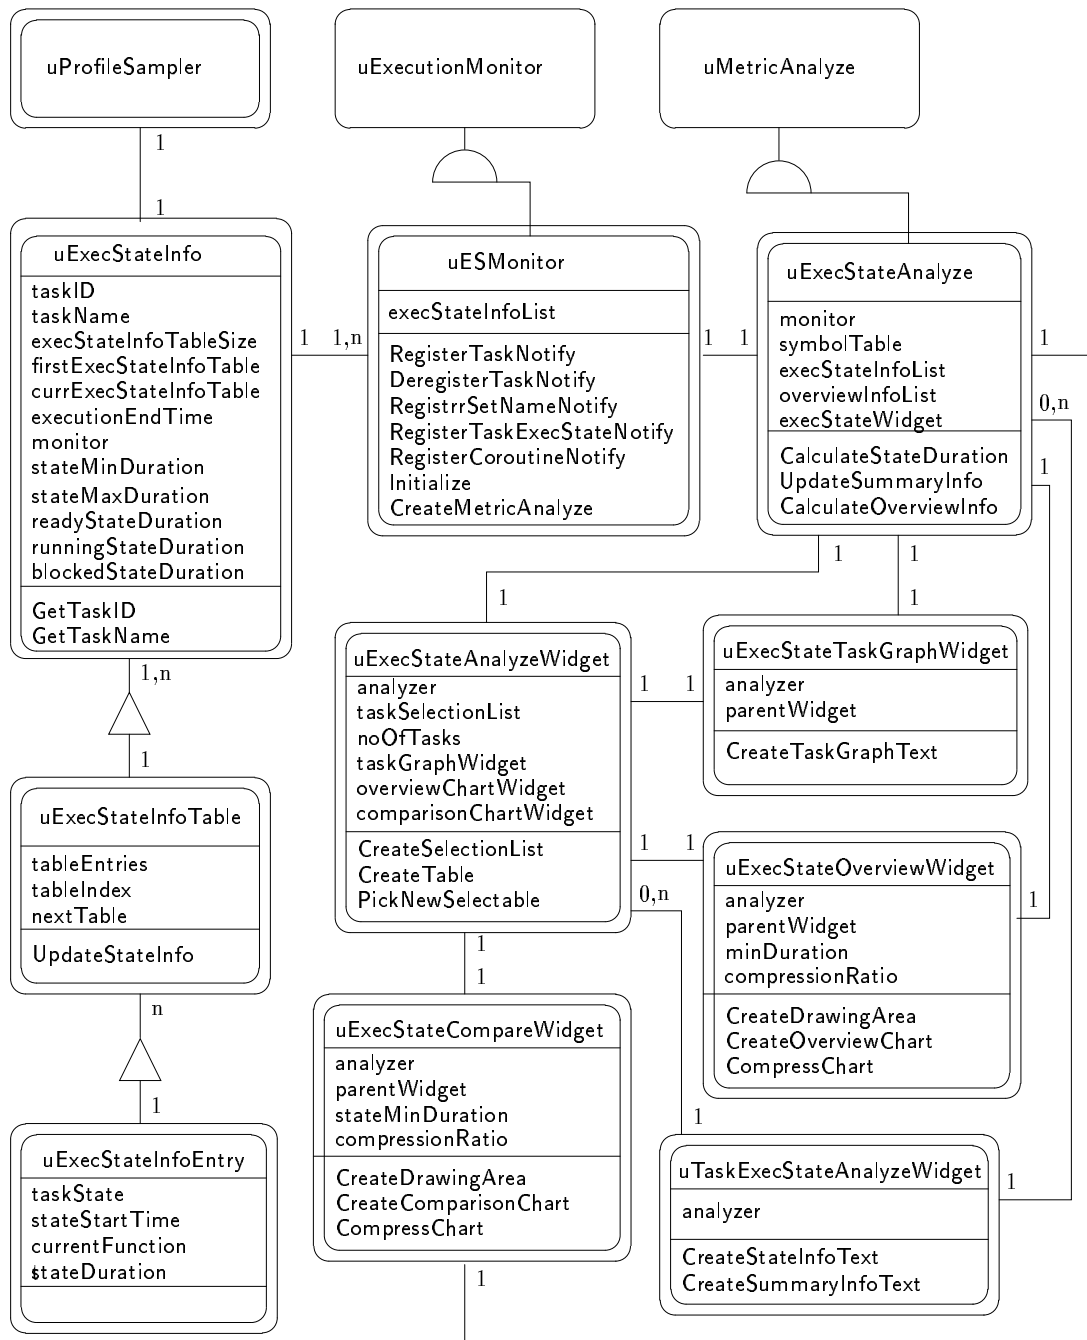 uProfileSampler
uExecutionMonitor
uMetricAnalyze
1
1
uExecStateInfo
taskID
taskName
execStateInfoTableSize
firstExecStateInfoTable
currExecStateInfoTable
executionEndTime
monitor
stateMinDuration
stateMaxDuration
readyStateDuration
runningStateDuration
blockedStateDuration
GetTaskID
GetTaskName
1
1,n
uESMonitor
execStateInfoList
RegisterTaskNotify
DeregisterTaskNotify
RegistrrSetNameNotify
RegisterTaskExecStateNotify
RegisterCoroutineNotify
Initialize
CreateMetricAnalyze
1
1
uExecStateAnalyze
monitor
symbolTable
execStateInfoList
overviewInfoList
execStateWidget
CalculateStateDuration
UpdateSummaryInfo
CalculateOverviewInfo
1
0,n
1
1
1
1
1
uExecStateAnalyzeWidget
analyzer
taskSelectionList
noOfTasks
taskGraphWidget
overviewChartWidget
comparisonChartWidget
CreateSelectionList
CreateTable
PickNewSelectable
1
1
uExecStateTaskGraphWidget
analyzer
parentWidget
CreateTaskGraphText
1,n
1
uExecStateInfoTable
tableEntries
tableIndex
nextTable
UpdateStateInfo
1
1
0,n
uExecStateOverviewWidget
analyzer
parentWidget
minDuration
compressionRatio
CreateDrawingArea
CreateOverviewChart
CompressChart
1
1
1
n
1
uExecStateCompareWidget
analyzer
parentWidget
stateMinDuration
compressionRatio
CreateDrawingArea
CreateComparisonChart
CompressChart
1
1
uExecStateInfoEntry
taskState
stateStartTime
currentFunction
stateDuration
uTaskExecStateAnalyzeWidget
analyzer
CreateStateInfoText
CreateSummaryInfoText
1